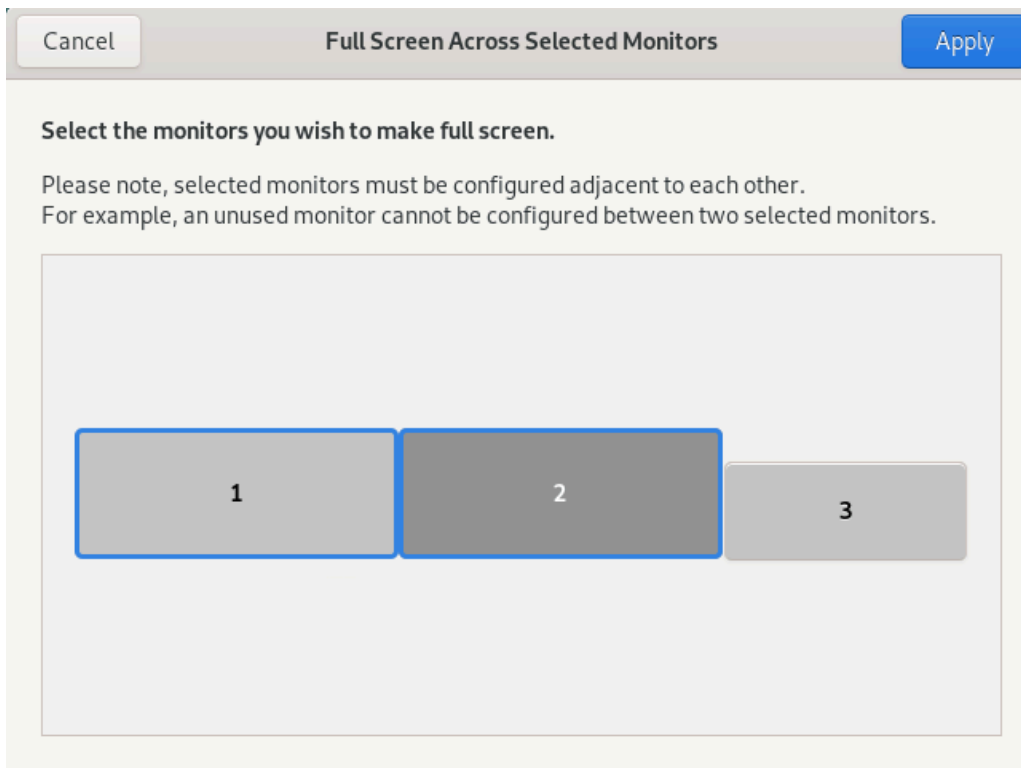 Cancel
Full Screen Across Selected Monitors
Apply
Select the monitors you wish to make full screen.
Please note, selected monitors must be configured adjacent to each other.
For example, an unused monitor cannot be configured between two selected monitors.
1
2
3